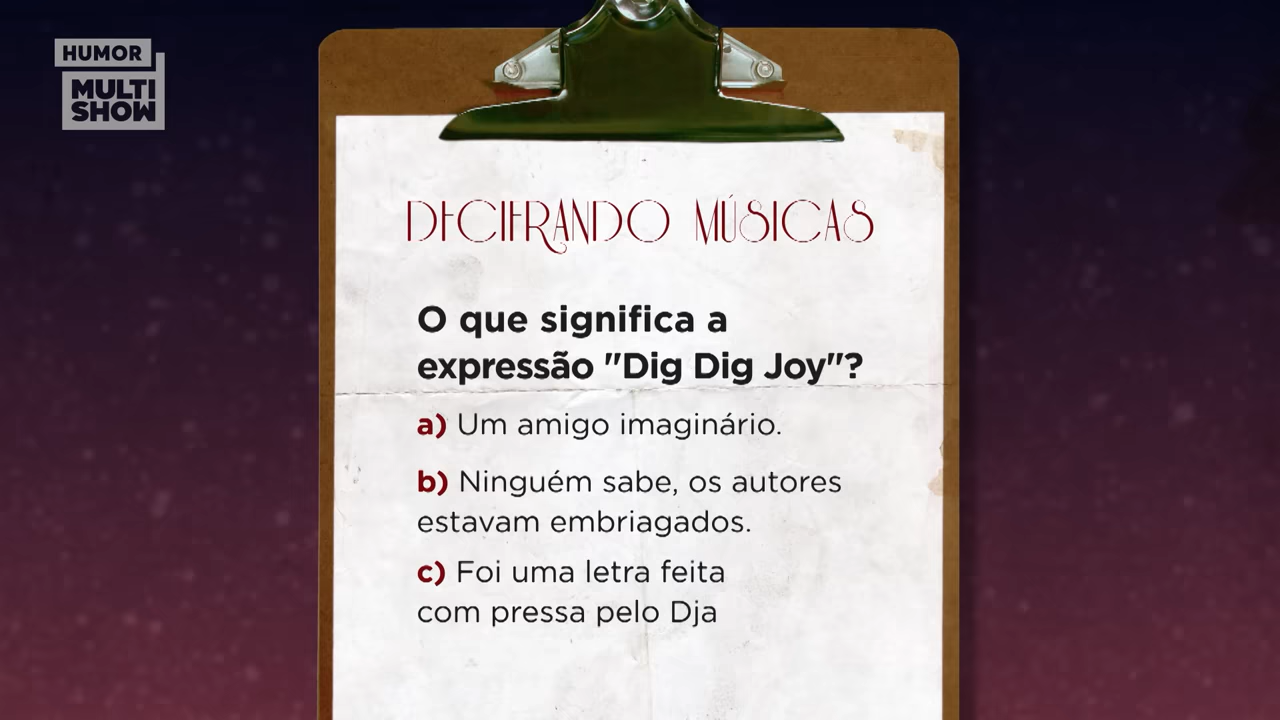 HUMOR
MULTI
SHOW
DECIFRANDO MÚSICAS
O que significa a
expressão "Dig Dig Joy"?
a) Um amigo imaginário.
b) Ninguém sabe, os autores
estavam embriagados.
c) Foi uma letra feita
com pressa pelo Dja